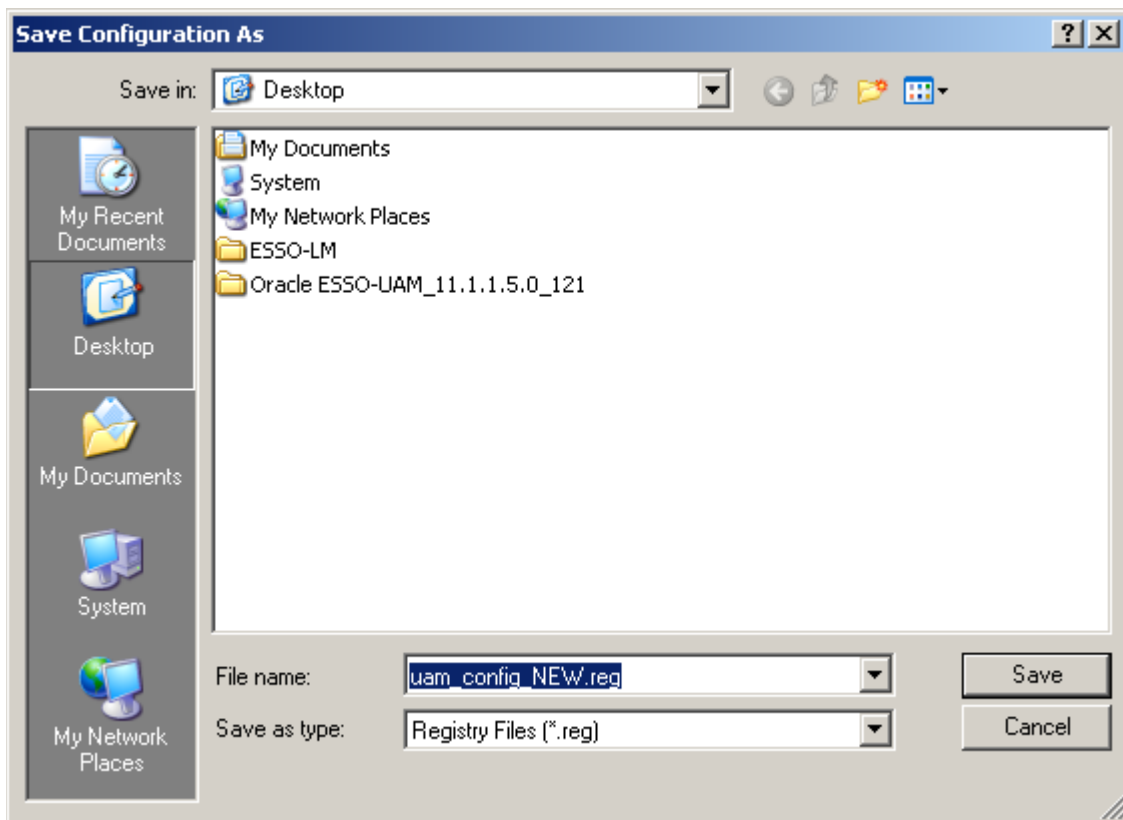 Save Configuration As
Save in: Desktop
My Recent
Documents
Desktop
My Documents
System
My Network
Places
My Documents
System
My Network Places
ESSO-LM
Oracle ESSO-UAM_11.1.1.5.0_121
File name: uam_config_NEW.reg Save
Save as type: Registry Files (*.reg) Cancel